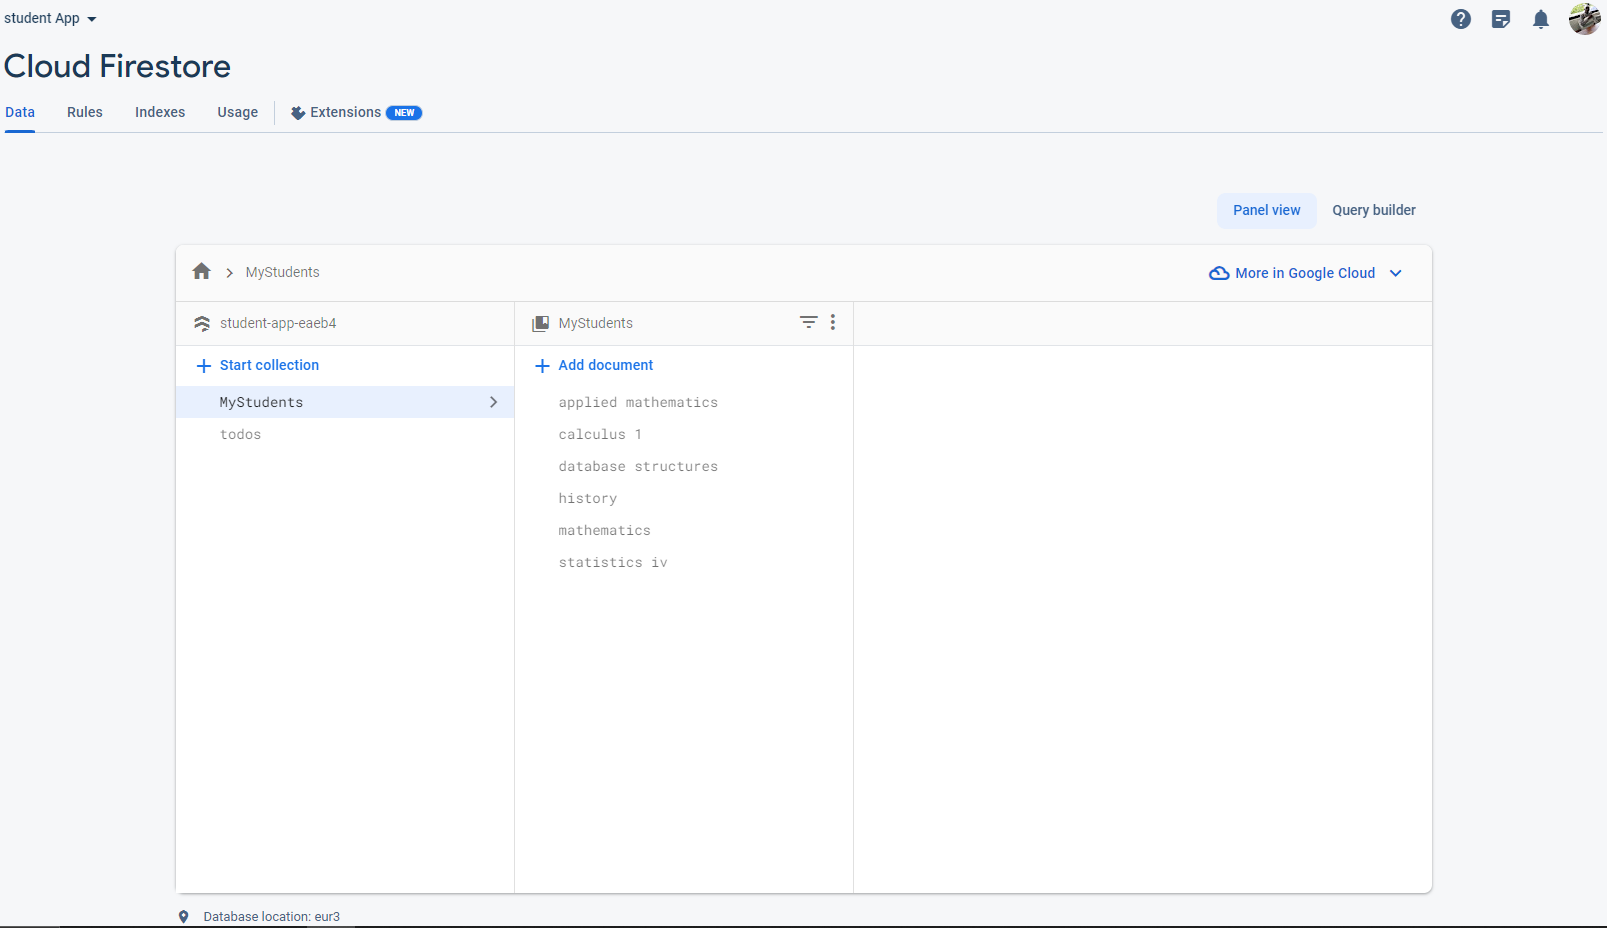 student App
Cloud Firestore
Data Rules Indexes Usage Extensions NEW
Panel view Query builder
MyStudents More in Google Cloud
student-app-eaeb4 MyStudents
Start collection Add document
MyStudents applied mathematics
todos calculus 1
database structures
history
mathematics
statistics iv
Database location: eur3